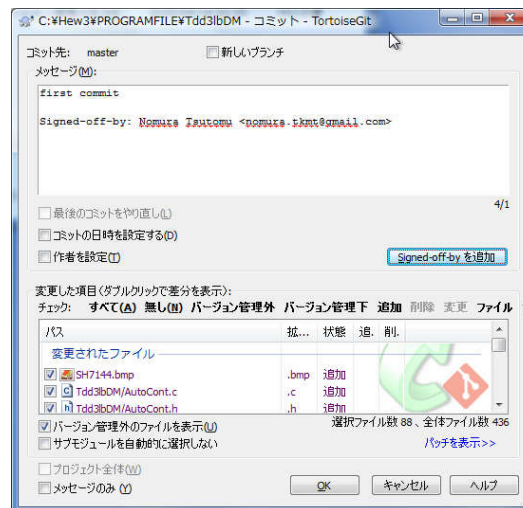 C:¥Hew3¥PROGRAMFILE¥Tdd3lbDM - コミット - TortoiseGit
コミット先: master 新しいブランチ
メッセージ(M):
first commit
Signed-off-by: Nomura Tsutomu <nomura.tkmt@gmail.com>
4/1
最後のコミットをやり直し(L)
コミットの日時を設定する(D)
作者を設定(T)
Signed-off-by を追加
変更した項目(ダブルクリックで差分を表示):
チェック: すべて(A) 無し(N) バージョン管理外 バージョン管理下 追加 削除 変更 ファイル
パス 拡... 状態 追. 削.
変更されたファイル
SH7144.bmp .bmp 追加
Tdd3lbDM/AutoCont.c .c 追加
Tdd3lbDM/AutoCont.h .h 追加
バージョン管理外のファイルを表示(U) 選択ファイル数 88、全体ファイル数 436
サブモジュールを自動的に選択しない パッチを表示>>
プロジェクト全体(W)
メッセージのみ (Y) OK キャンセル ヘルプ